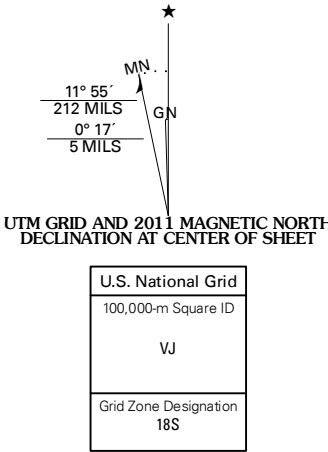 ★
MN
11° 55´
212 MILS
GN
0° 17´
5 MILS
UTM GRID AND 2011 MAGNETIC NORTH
DECLINATION AT CENTER OF SHEET
U.S. National Grid
100,000-m Square ID
VJ
Grid Zone Designation
18S